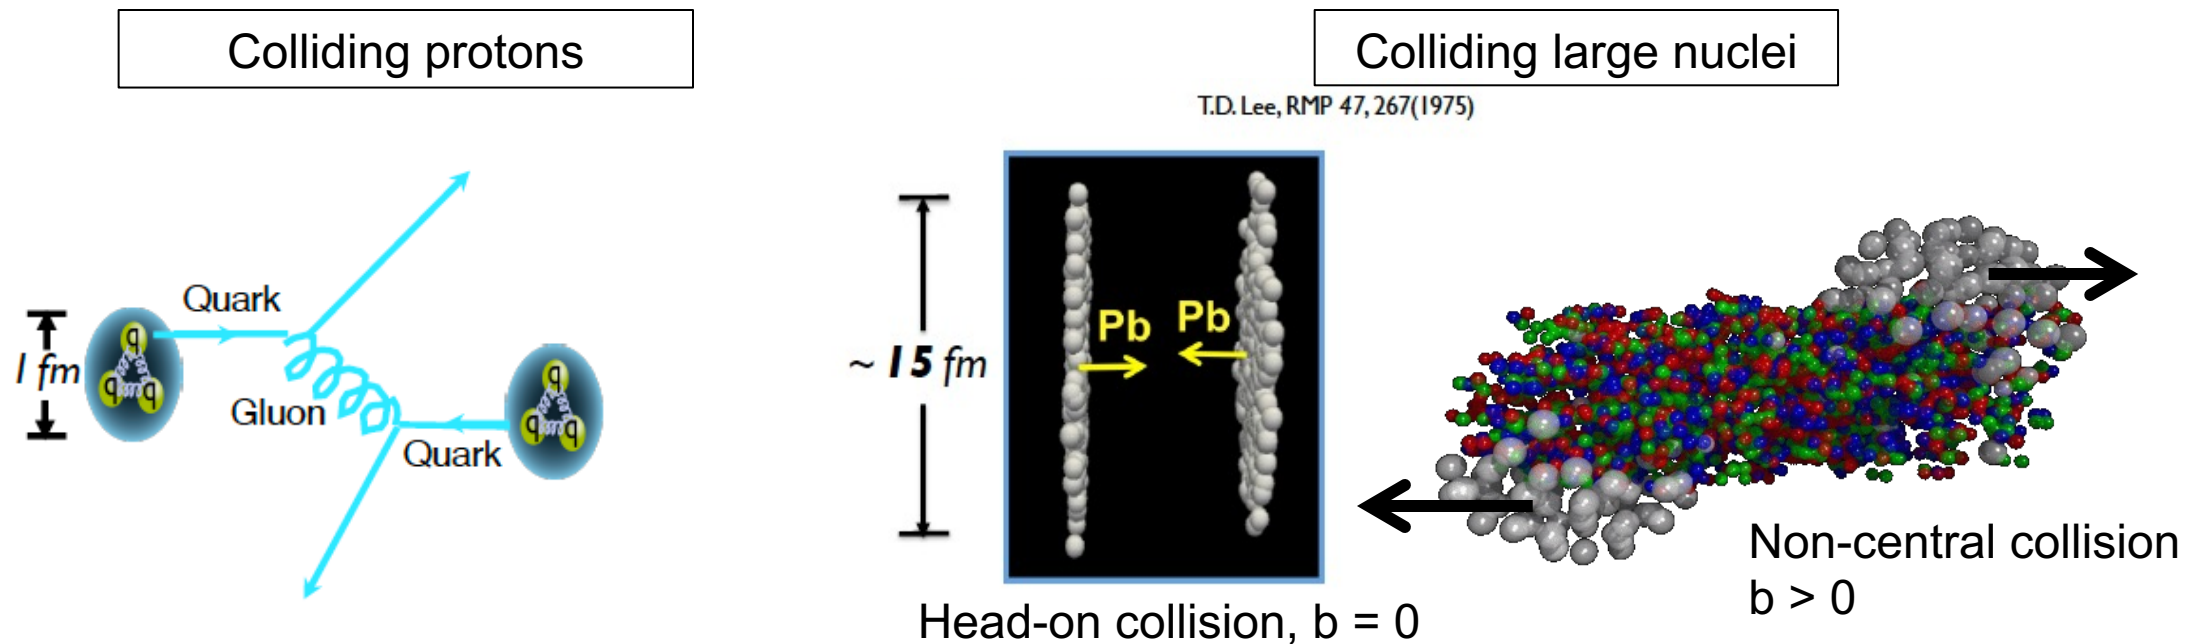 Colliding protons
Colliding large nuclei
T.D. Lee, RMP 47, 267(1975)
Quark
1 fm
q
q q
Gluon
Quark
q
q q
~ 15 fm
Pb
Pb
Non-central collision
b > 0
Head-on collision, b = 0